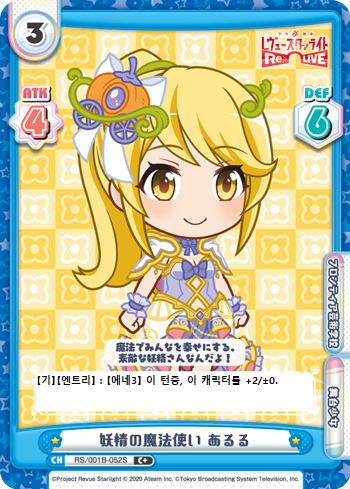 3
少女☆歌劇
レヴュースタァライト
Re LIVE
ATK
4
DEF
6
フロンティア芸術学校
舞台少女
魔法でみんなを幸せにする、
素敵な妖精さんなんだよ！
【기】【엔트리】 : 【에네3】 이 턴중, 이 캐릭터를 +2/±0.
妖精の魔法使い あるる
CH
RS/001B-052S
C+
©Project Revue Starlight © 2020 Ateam Inc. ©Tokyo Broadcasting System Television, Inc.